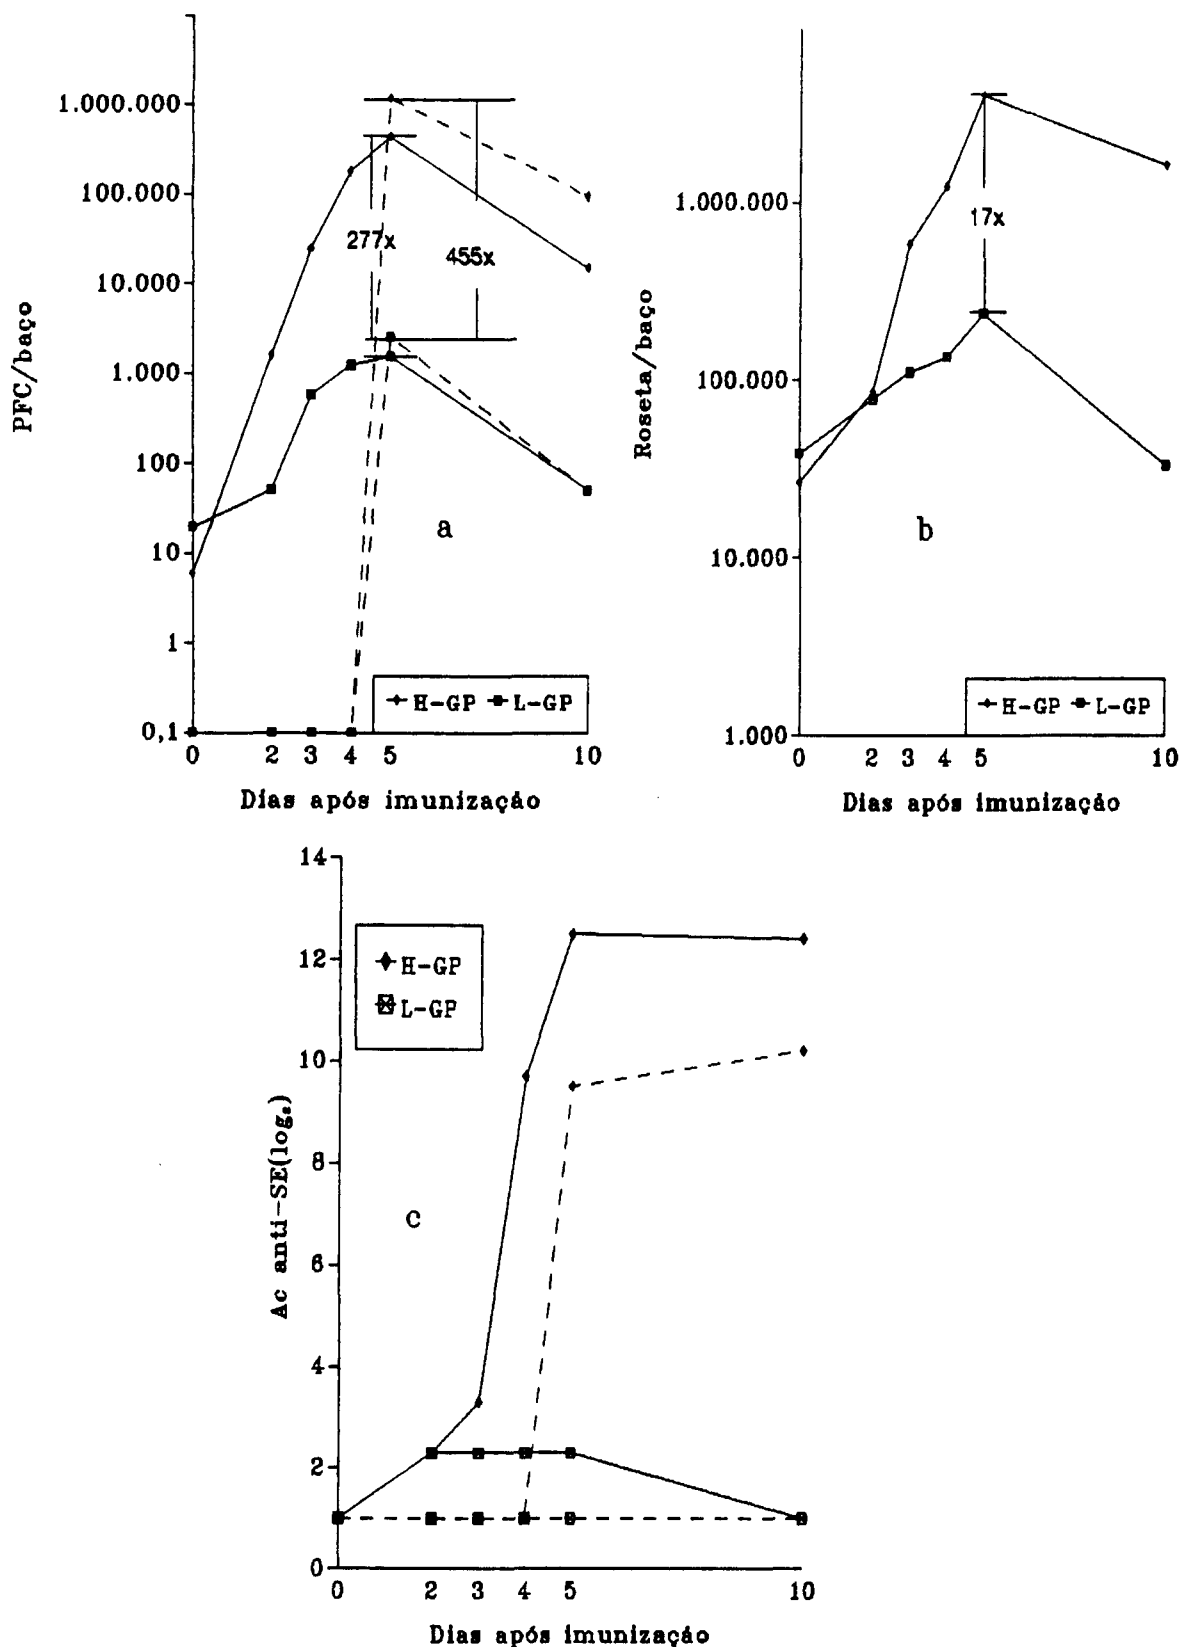 PFC/baço
1.000.000
100.000
10.000
1.000
100
10
1
0,1
277x
455x
a
H-GP L-GP
0 2 3 4 5 10
Dias após imunização
Roseta/baço
1.000.000
100.000
10.000
1.000
17x
b
H-GP L-GP
0 2 3 4 5 10
Dias após imunização
Ac anti-SE(log₂)
14
12
10
8
6
4
2
0
H-GP
L-GP
c
0 2 3 4 5 10
Dias após imunização